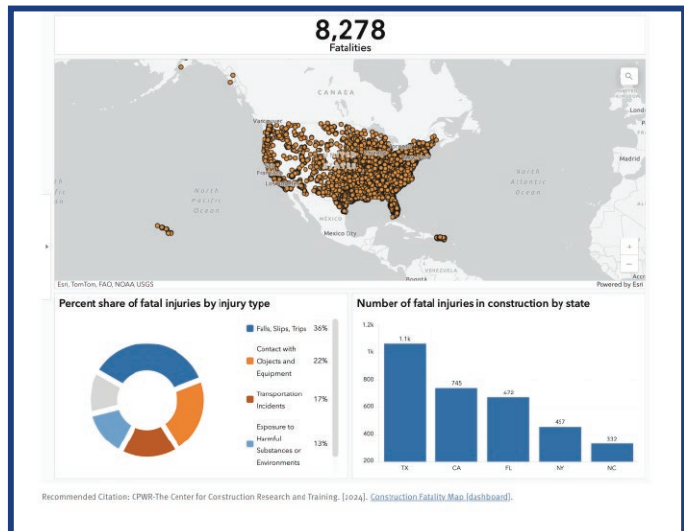 8,278
Fatalities
CANADA
Vancouver
North
Pacific
Ocean
MÉXICO
Mexico City
North
Atlantic
Ocean
Madrid
VENEZUELA
Bogotá
Esri, TomTom, FAO, NOAA USGS
Powered by Esri
Percent share of fatal injuries by injury type
Falls, Slips, Trips 36%
Contact with
Objects and 22%
Equipment
Transportation 17%
Incidents
Exposure to
Harmful 13%
Substances or
Environments
Number of fatal injuries in construction by state
1.2k
1k
800
600
400
200
1.1k
745
672
457
332
TX
CA
FL
NY
NC
Recommended Citation: CPWR-The Center for Construction Research and Training. [2024]. Construction Fatality Map [dashboard].